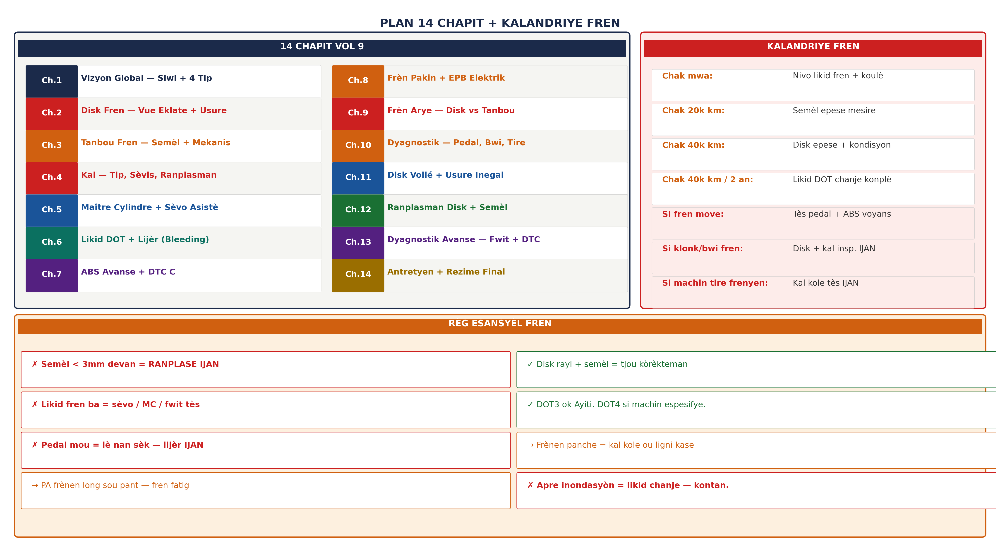 PLAN 14 CHAPIT + KALANDRIYE FREN
14 CHAPIT VOL 9
Ch.1 Vizyon Global — Siwi + 4 Tip
Ch.2 Disk Fren — Vue Eklate + Usure
Ch.3 Tanbou Fren — Semèl + Mekanis
Ch.4 Kal — Tip, Sèvis, Ranplasman
Ch.5 Maître Cylindre + Sèvo Asistè
Ch.6 Likid DOT + Lijèr (Bleeding)
Ch.7 ABS Avanse + DTC C
Ch.8 Frèn Pakin + EPB Elektrik
Ch.9 Frèn Arye — Disk vs Tanbou
Ch.10 Dyagnostik — Pedal, Bwi, Tire
Ch.11 Disk Voilé + Usure Inegal
Ch.12 Ranplasman Disk + Semèl
Ch.13 Dyagnostik Avanse — Fwit + DTC
Ch.14 Antretyen + Rezime Final
KALANDRIYE FREN
Chak mwa: Nivo likid fren + koulè
Chak 20k km: Semèl epese mesire
Chak 40k km: Disk epese + kondisyon
Chak 40k km / 2 an: Likid DOT chanje konplè
Si fren move: Tès pedal + ABS voyans
Si klonk/bwi fren: Disk + kal insp. IJAN
Si machin tire frenyen: Kal kole tès IJAN
RÈG ESANSYÈL FREN
✗ Semèl < 3mm devan = RANPLASE IJAN
✗ Likid fren ba = sèvo / MC / fwit tès
✗ Pedal mou = lè nan sèk — lijèr IJAN
→ PA frènen long sou pant — fren fatig
✓ Disk rayi + semèl = tjou kòrèkteman
✓ DOT3 ok Ayiti. DOT4 si machin espesifye.
→ Frènen panche = kal kole ou ligni kase
✗ Apre inondasyòn = likid chanje — kontan.